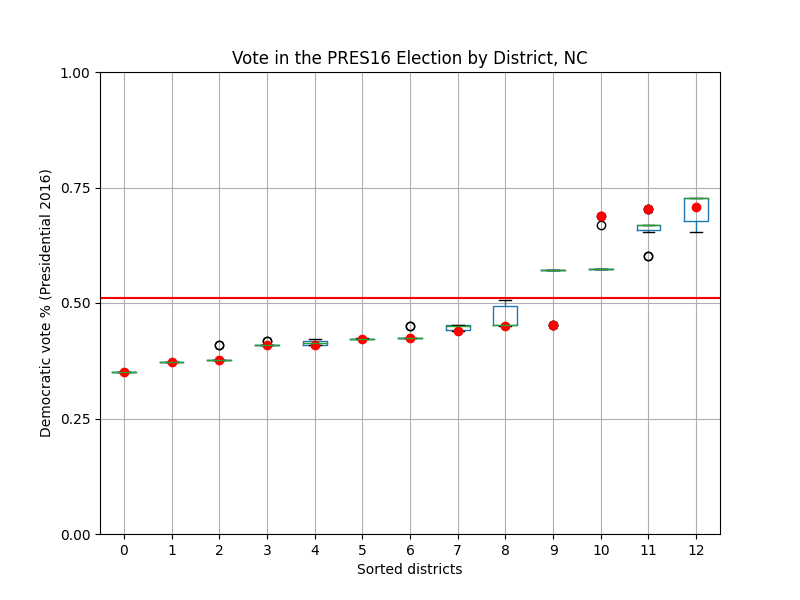 Vote in the PRES16 Election by District, NC
Democratic vote % (Presidential 2016)
1.00
0.75
0.50
0.25
0.00
0 1 2 3 4 5 6 7 8 9 10 11 12
Sorted districts